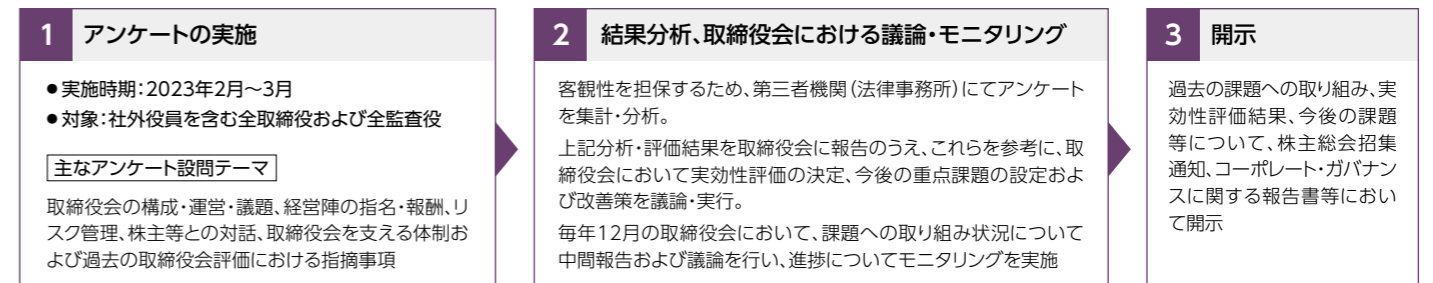 1 アンケートの実施
●実施時期：2023年2月～3月
●対象：社外役員を含む全取締役および全監査役
主なアンケート設問テーマ
取締役会の構成・運営・議題、経営陣の指名・報酬、リ
スク管理、株主等との対話、取締役会を支える体制お
よび過去の取締役会評価における指摘事項
2 結果分析、取締役会における議論・モニタリング
客観性を担保するため、第三者機関（法律事務所）にてアンケート
を集計・分析。
上記分析・評価結果を取締役会に報告のうえ、これらを参考に、取
締役会において実効性評価の決定、今後の重点課題の設定およ
び改善策を議論・実行。
毎年12月の取締役会において、課題への取り組み状況について
中間報告および議論を行い、進捗についてモニタリングを実施
3 開示
過去の課題への取り組み、実
効性評価結果、今後の課題
等について、株主総会招集
通知、コーポレート・ガバナン
スに関する報告書等におい
て開示